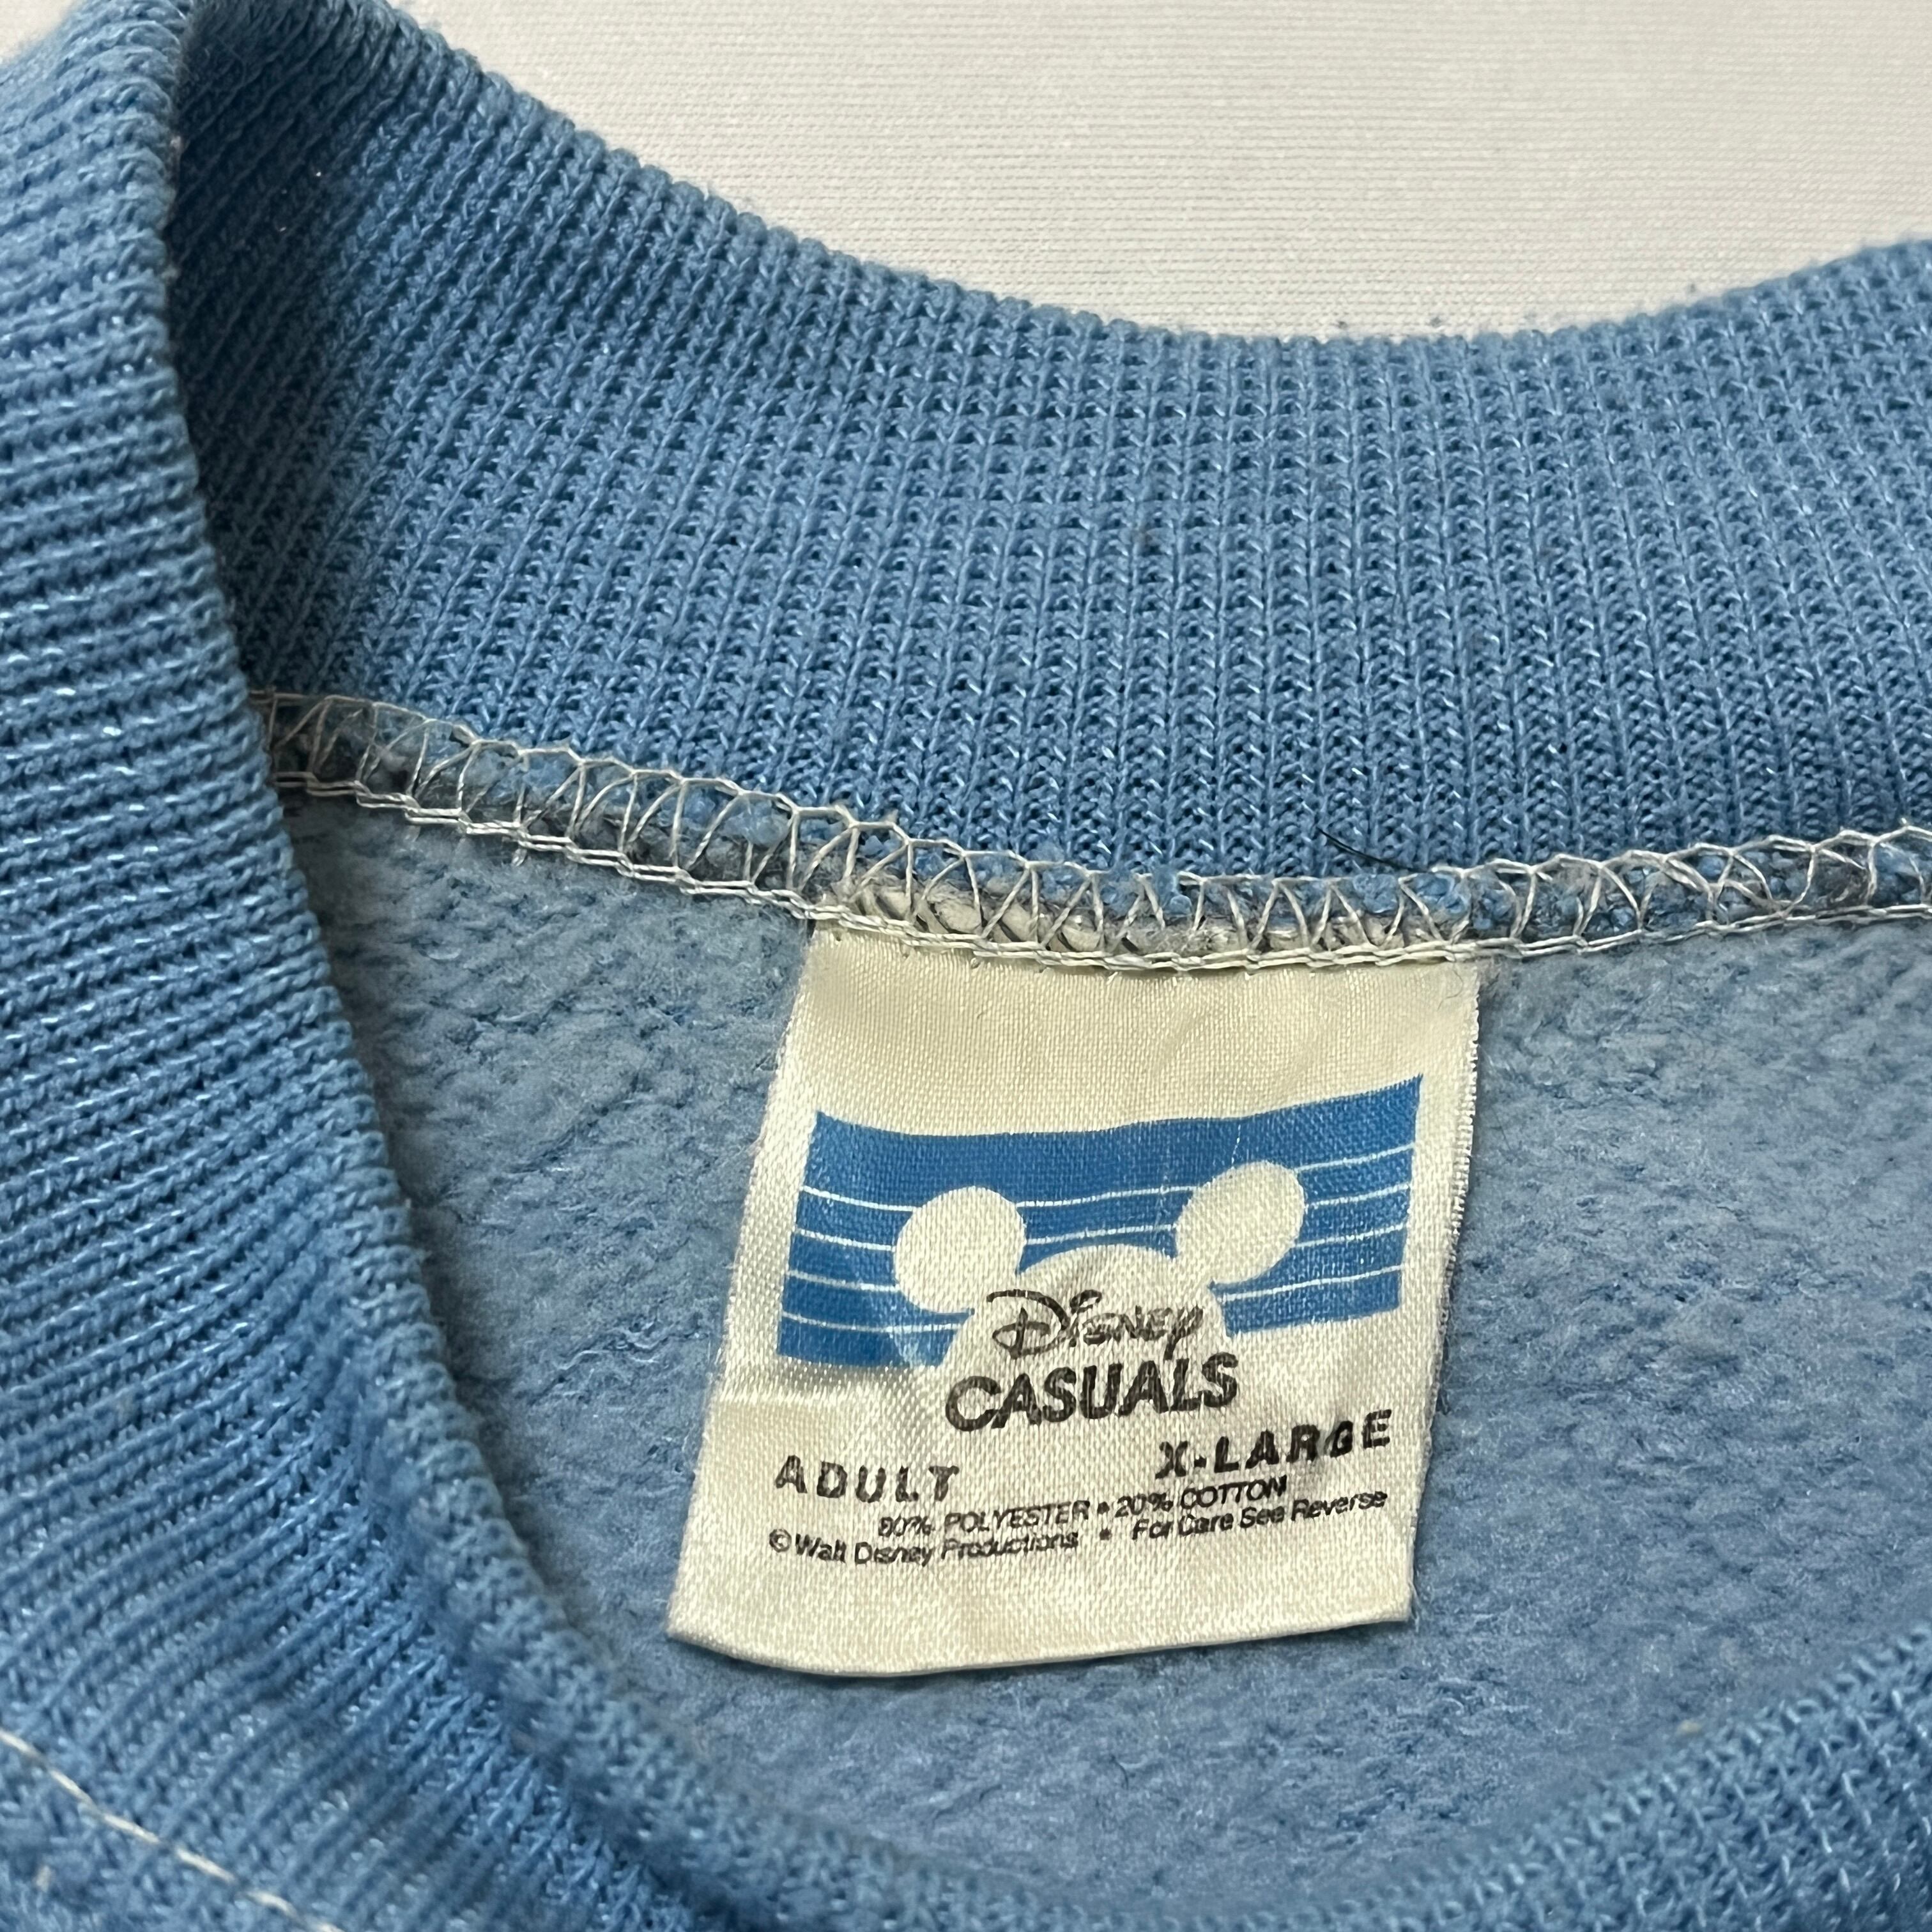 Disney
CASUALS
ADULT X-LARGE
80% POLYESTER • 20% COTTON
© Walt Disney Productions • For Care See Reverse